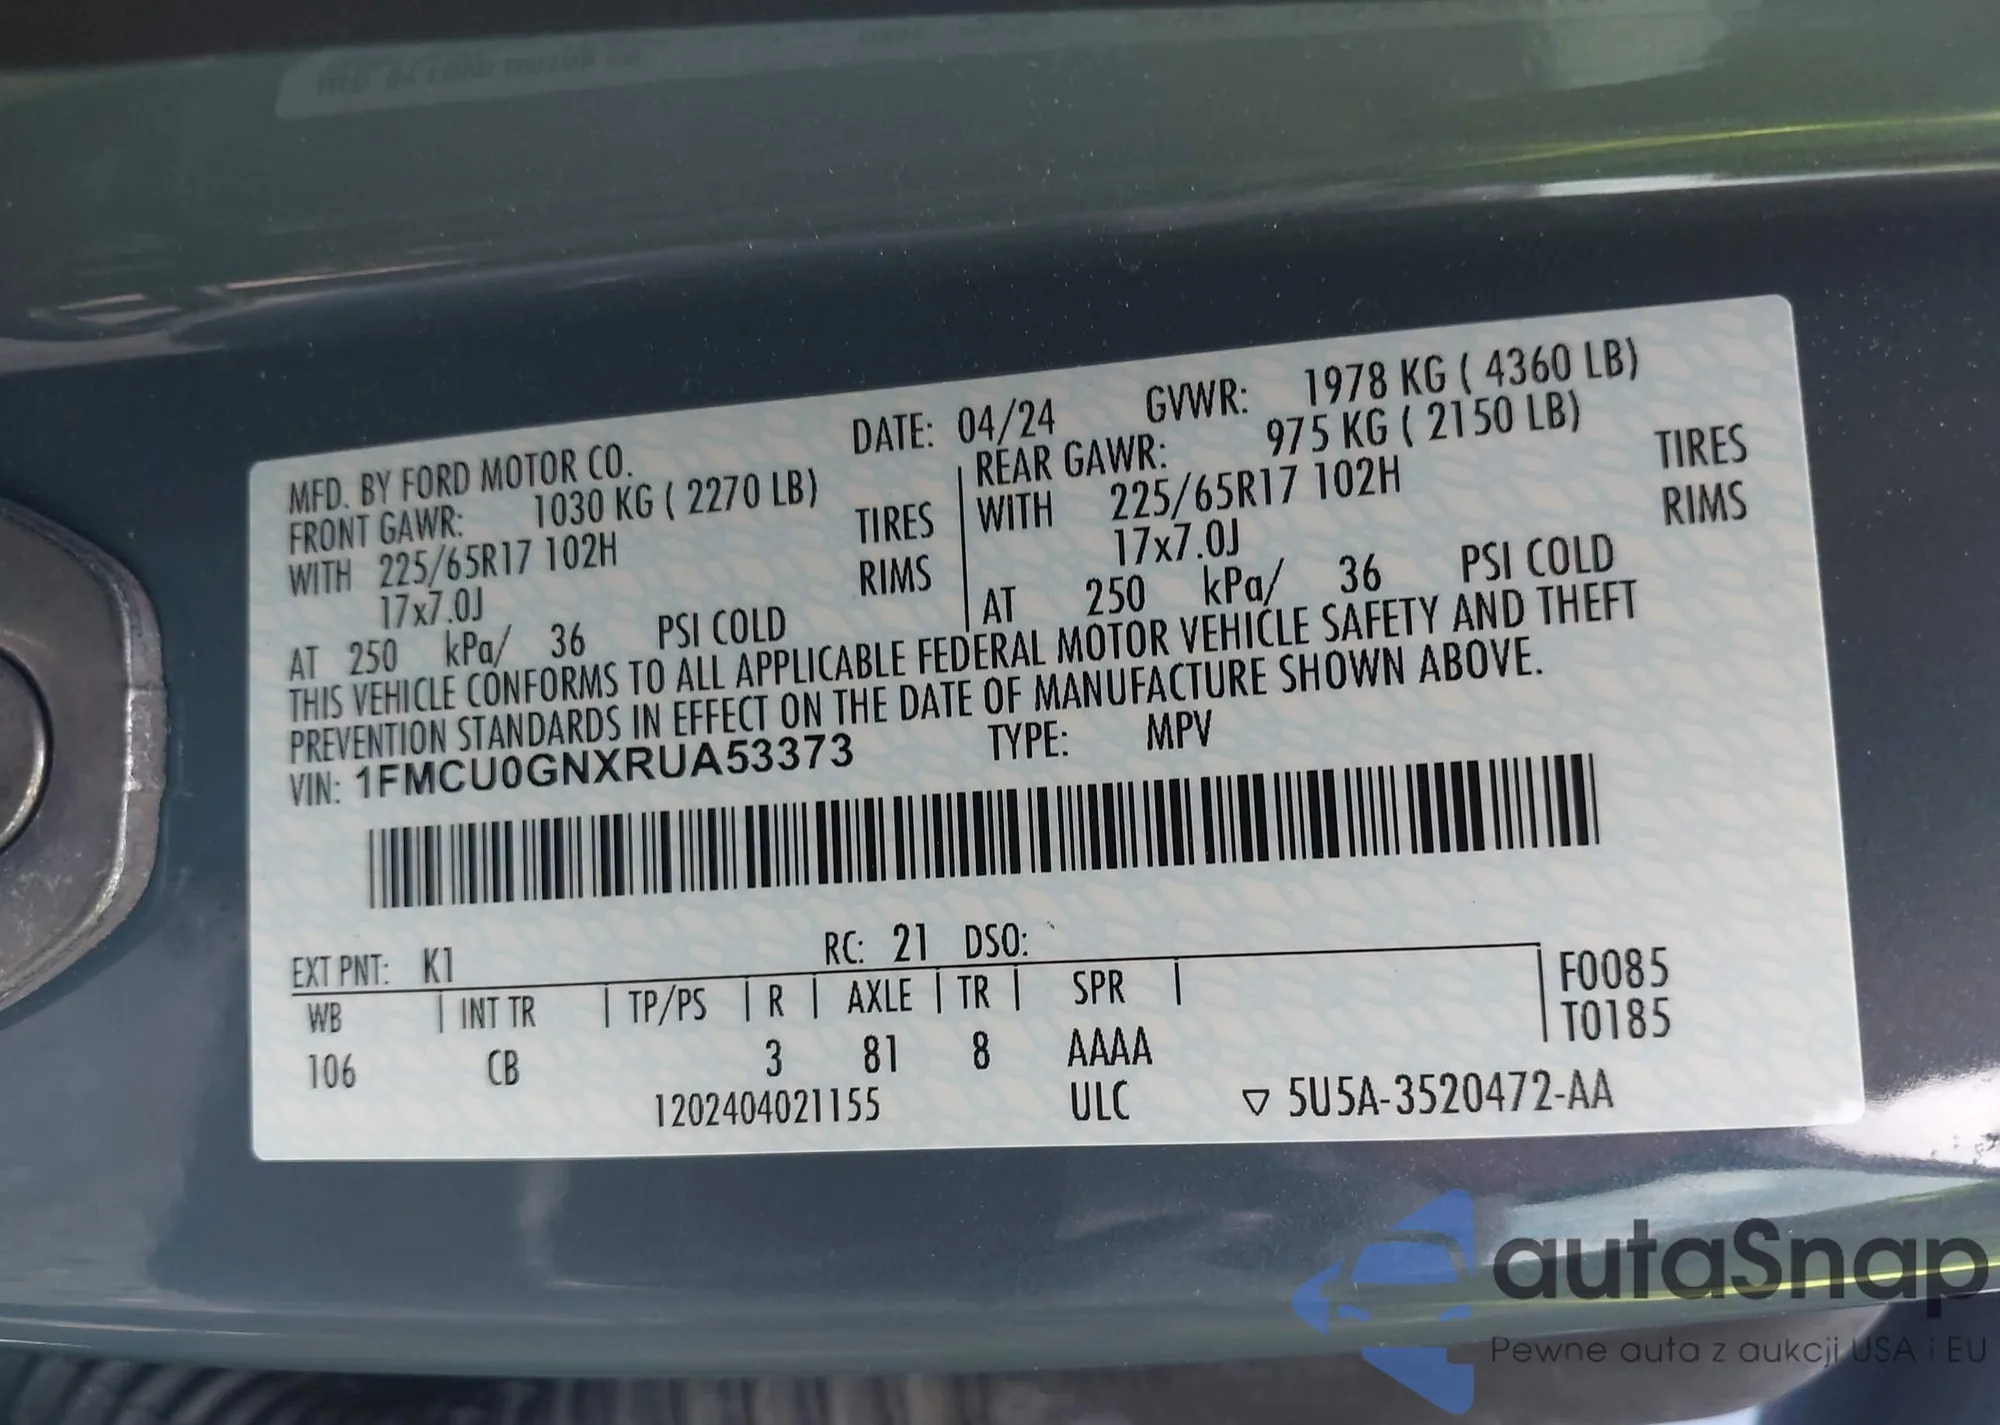 MFD. BY FORD MOTOR CO. DATE: 04/24 GVWR: 1978 KG ( 4360 LB)
FRONT GAWR: 1030 KG ( 2270 LB) REAR GAWR: 975 KG ( 2150 LB)
WITH 225/65R17 102H TIRES WITH 225/65R17 102H TIRES
17x7.0J RIMS 17x7.0J RIMS
AT 250 kPa/ 36 PSI COLD AT 250 kPa/ 36 PSI COLD
THIS VEHICLE CONFORMS TO ALL APPLICABLE FEDERAL MOTOR VEHICLE SAFETY AND THEFT
PREVENTION STANDARDS IN EFFECT ON THE DATE OF MANUFACTURE SHOWN ABOVE.
VIN: 1FMCU0GNXRUA53373 TYPE: MPV
EXT PNT: K1 RC: 21 DSO:
WB INT TR TP/PS R AXLE TR SPR F0085
106 CB 3 81 8 AAAA T0185
1202404021155 ULC ▽ 5U5A-3520472-AA
autaSnap
Pewne auta z aukcji USA i EU